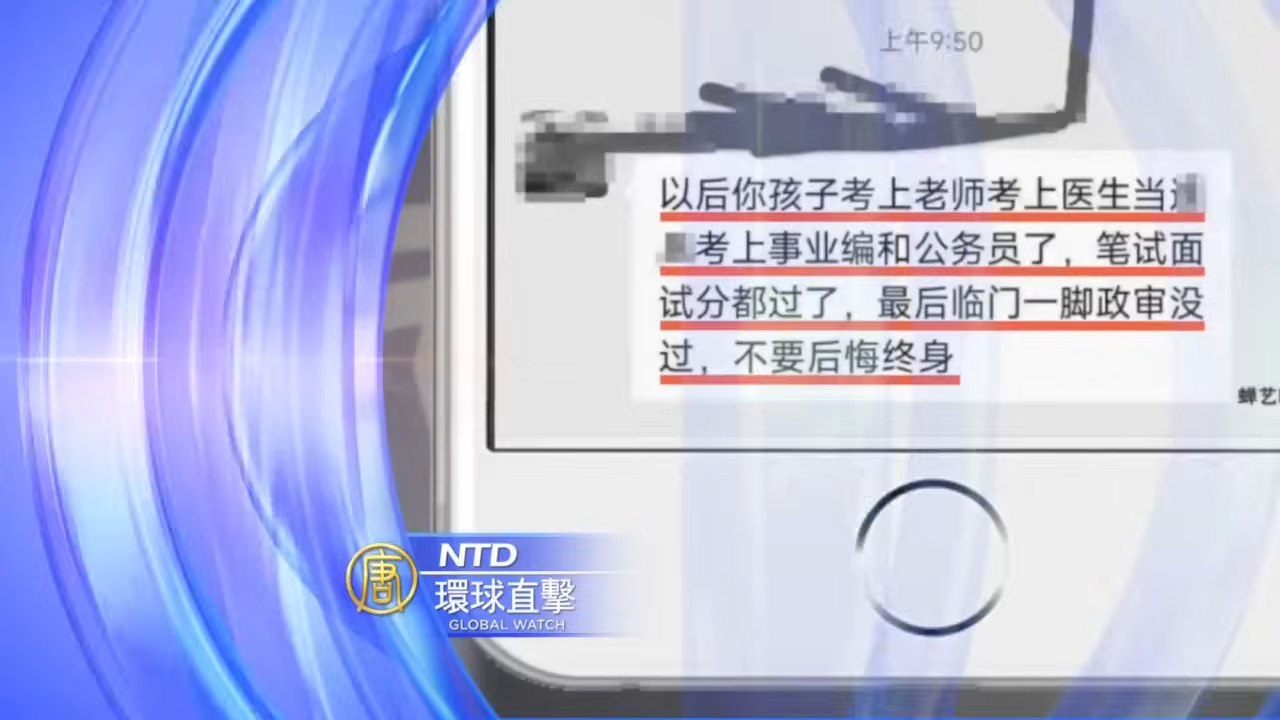 上午9:50
以后你孩子考上老师考上医生当
考上事业编和公务员了，笔试面
试分都过了，最后临门一脚政审没
过，不要后悔终身
蝉艺
唐
NTD
環球直擊
GLOBAL WATCH